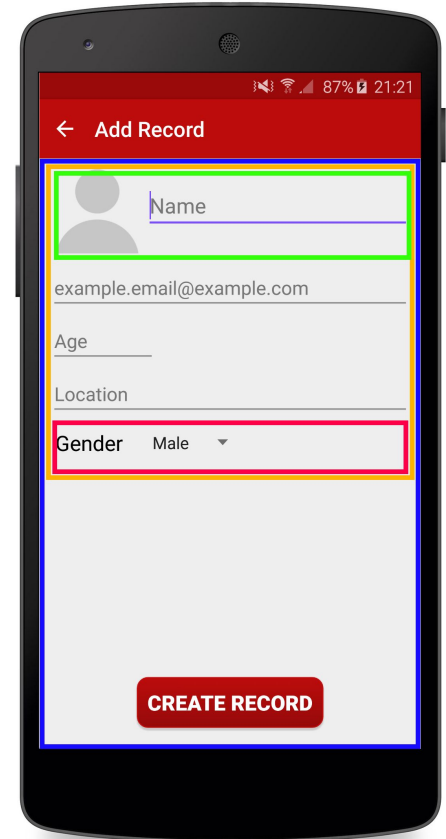 87% 21:21
Add Record
Name
example.email@example.com
Age
Location
Gender Male
CREATE RECORD